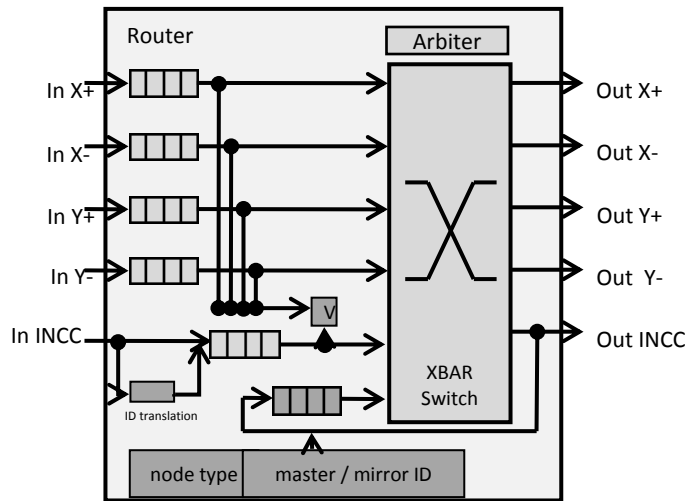 Router
Arbiter
In X+
Out X+
In X-
Out X-
In Y+
Out Y+
In Y-
Out Y-
V
In INCC
Out INCC
XBAR
Switch
ID translation
node type
master / mirror ID